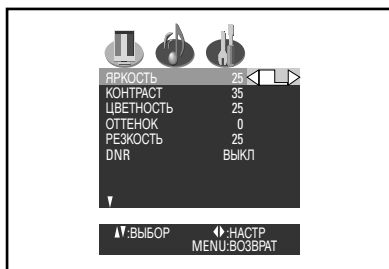 ЯРКОСТЬ 25
КОНТРАСТ 35
ЦВЕТНОСТЬ 25
ОТТЕНОК 0
РЕЗКОСТЬ 25
DNR ВЫКЛ
:ВЫБОР :НАСТР
MENU:ВОЗВРАТ